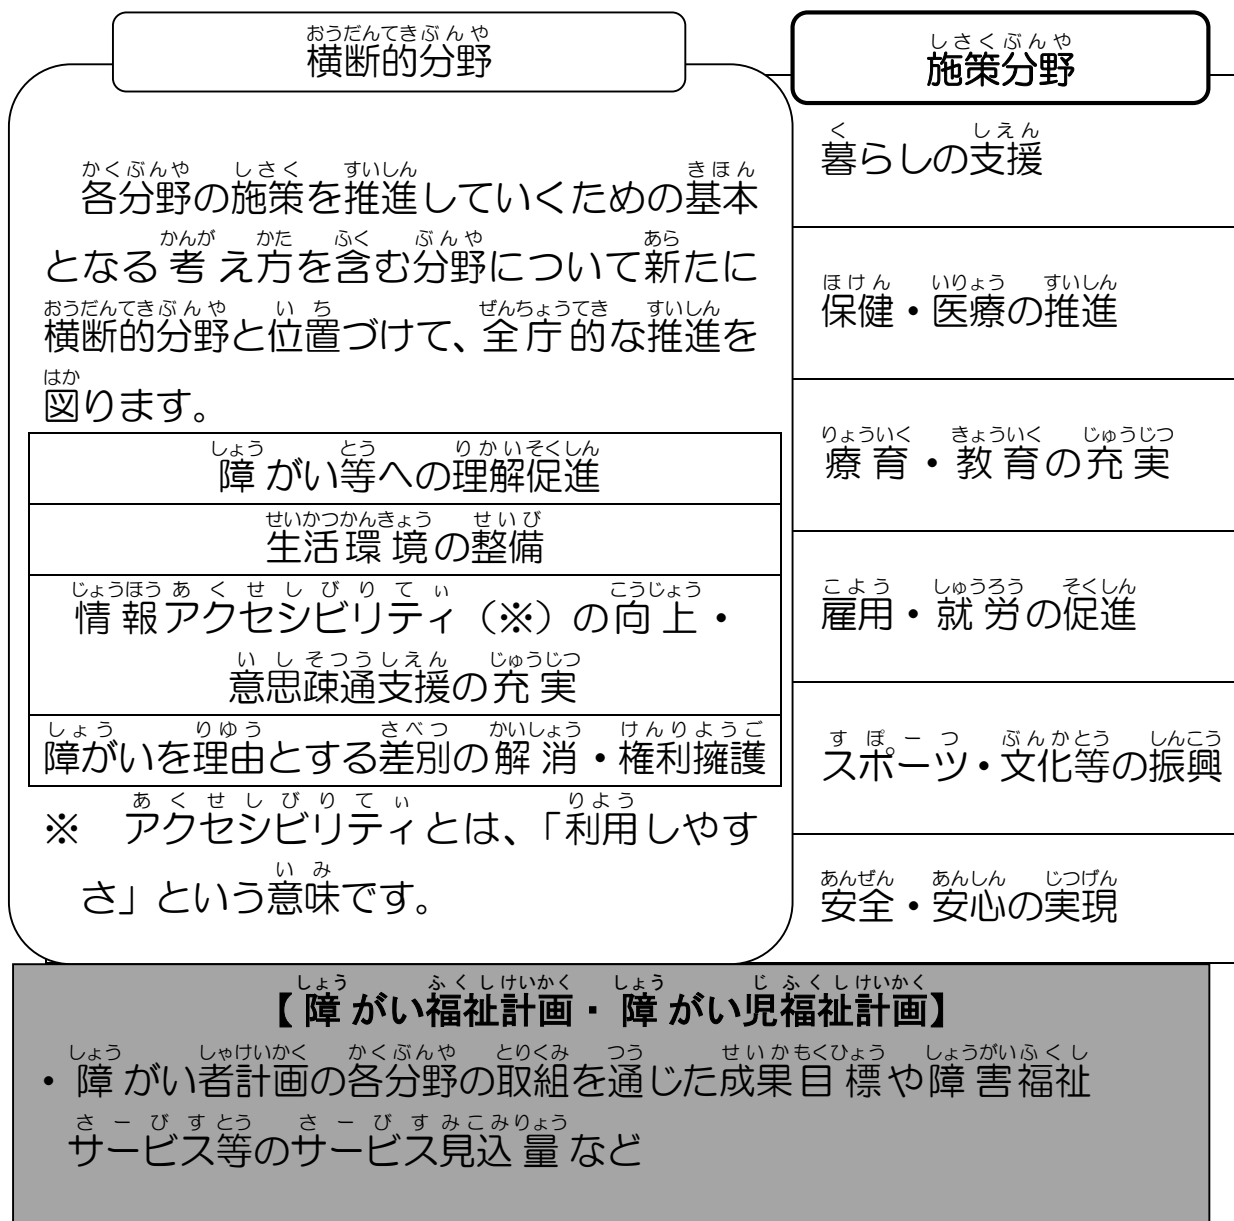 横断的分野
各分野の施策を推進していくための基本
となる考え方を含む分野について新たに
横断的分野と位置づけて、全庁的な推進を
図ります。
障がい等への理解促進
生活環境の整備
情報アクセシビリティ（※）の向上・
意思疎通支援の充実
障がいを理由とする差別の解消・権利擁護
※　アクセシビリティとは、「利用しやす
さ」という意味です。
施策分野
暮らしの支援
保健・医療の推進
療育・教育の充実
雇用・就労の促進
スポーツ・文化等の振興
安全・安心の実現
【障がい福祉計画・障がい児福祉計画】
・障がい者計画の各分野の取組を通じた成果目標や障害福祉
サービス等のサービス見込量など